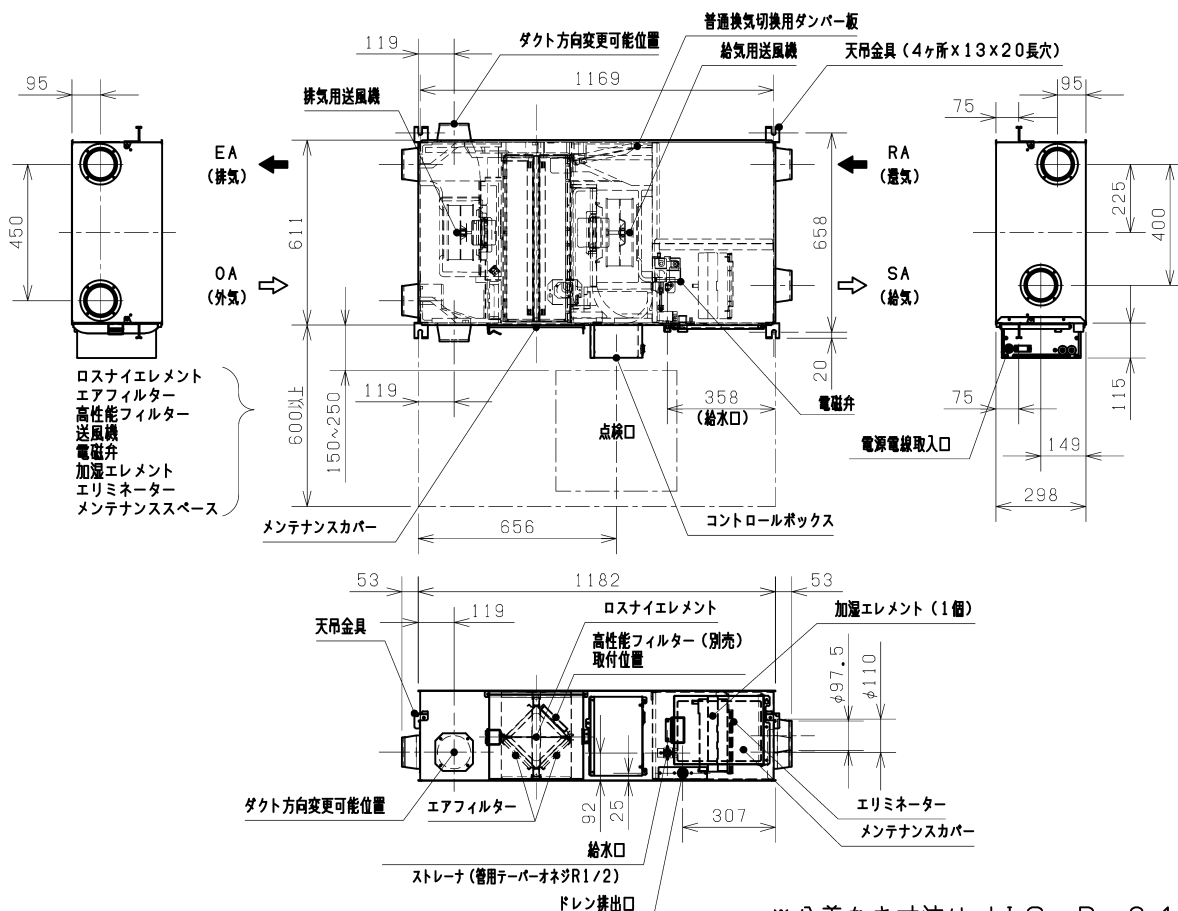 普通換気切換用ダンパー板
ダクト方向変更可能位置
給気用送風機
天吊金具（4ヶ所×13×20長穴）
119
1169
95
95
75
排気用送風機
EA
（排気）
RA
（還気）
450
611
658
225
400
OA
（外気）
SA
（給気）
20
115
ロスナイエレメント
エアフィルター
高性能フィルター
送風機
電磁弁
加湿エレメント
エリミネーター
メンテナンススペース
600以上
150~250
119
358
（給水口）
点検口
電磁弁
75
電源電線取入口
149
298
メンテナンスカバー
656
コントロールボックス
53
1182
53
119
天吊金具
ロスナイエレメント
高性能フィルター（別売）
取付位置
加湿エレメント（1個）
φ97.5
φ110
ダクト方向変更可能位置
エアフィルター
92
25
307
エリミネーター
メンテナンスカバー
給水口
ストレーナ（管用テーパーオネジR1/2）
ドレン排出口